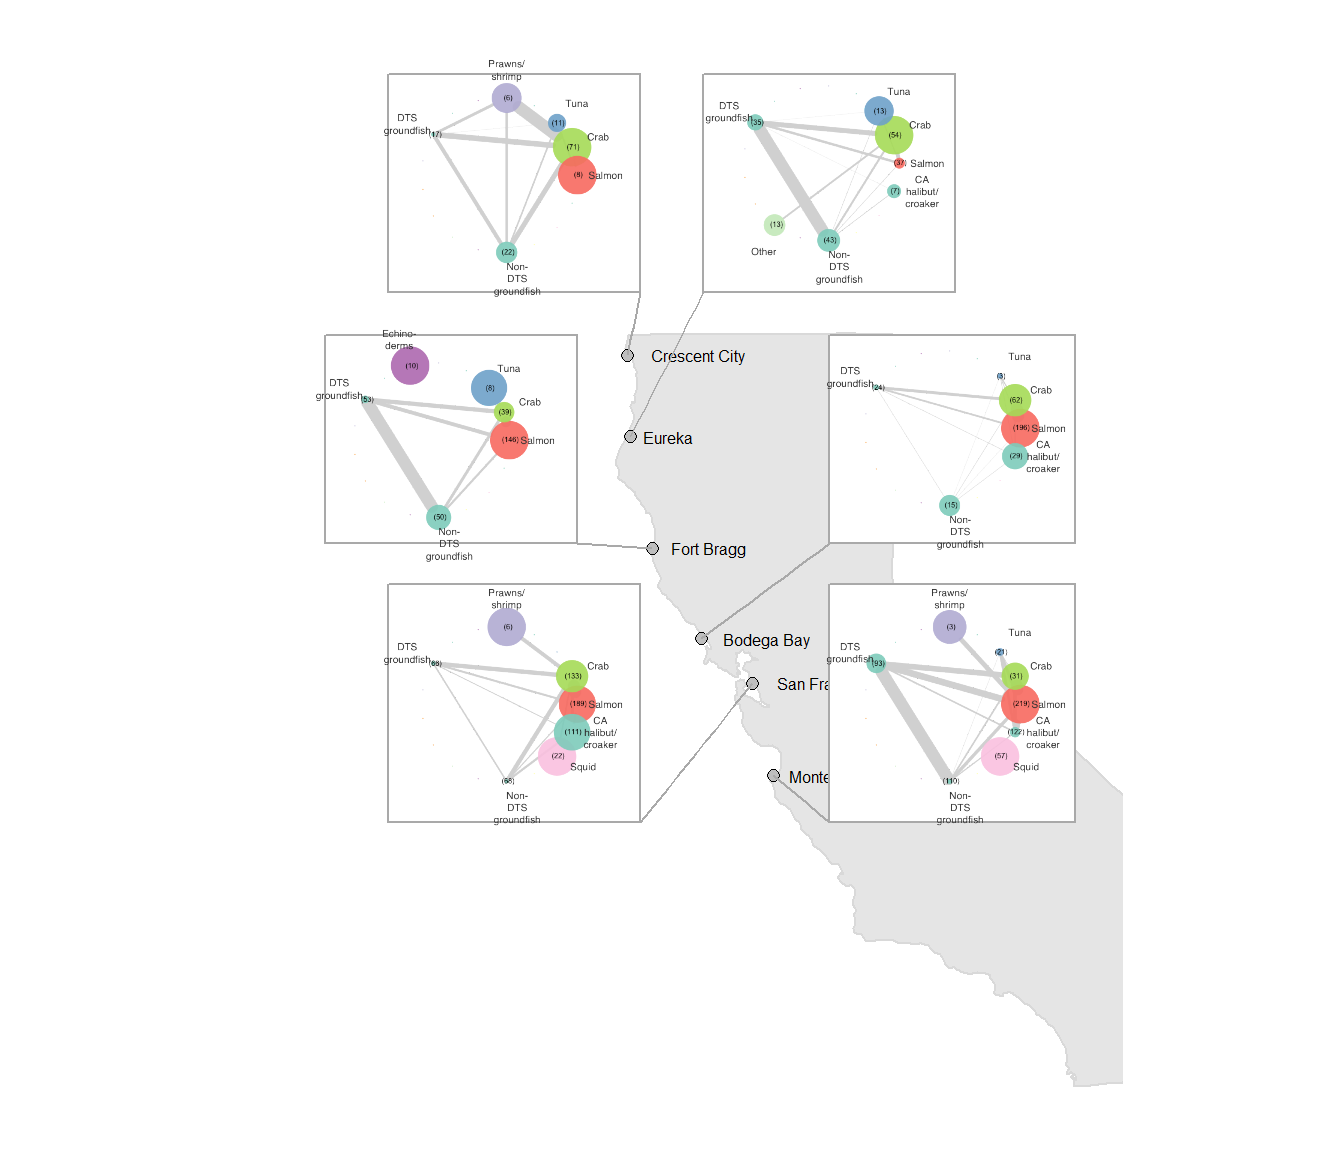 Prawns/
shrimp
(6)
Tuna
(11)
DTS
groundfish
(17)
Crab
(71)
(8)
Salmon
(22)
Non-
DTS
groundfish
Tuna
(13)
DTS
groundfish
(35)
Crab
(54)
(37)
Salmon
CA
halibut/
croaker
(7)
(13)
Other
(43)
Non-
DTS
groundfish
Echino-
derms
(10)
Tuna
(8)
DTS
groundfish
(53)
Crab
(39)
(146)
Salmon
(50)
Non-
DTS
groundfish
Crescent City
Eureka
Fort Bragg
Bodega Bay
San Fra
Monte
Tuna
(3)
DTS
groundfish
(24)
Crab
(62)
(196)
Salmon
CA
halibut/
croaker
(29)
(15)
Non-
DTS
groundfish
Prawns/
shrimp
(6)
DTS
groundfish
Crab
(133)
(189)
Salmon
CA
halibut/
croaker
(111)
(22)
Squid
(68)
Non-
DTS
groundfish
Prawns/
shrimp
(3)
Tuna
(21)
DTS
groundfish
(93)
Crab
(31)
(219)
Salmon
CA
halibut/
croaker
(122)
(57)
Squid
(110)
Non-
DTS
groundfish